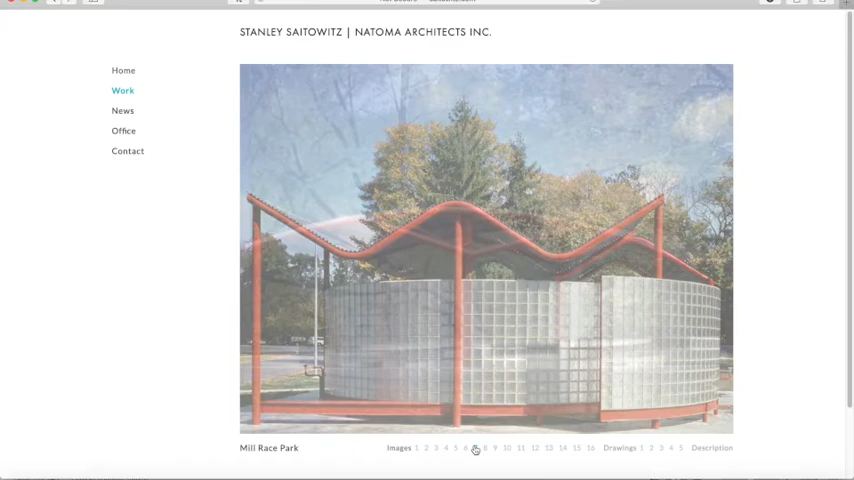 STANLEY SAITOWITZ | NATOMA ARCHITECTS INC.
Home
Work
News
Office
Contact
Mill Race Park
Images 1 2 3 4 5 6 7 8 9 10 11 12 13 14 15 16 Drawings 1 2 3 4 5 Description